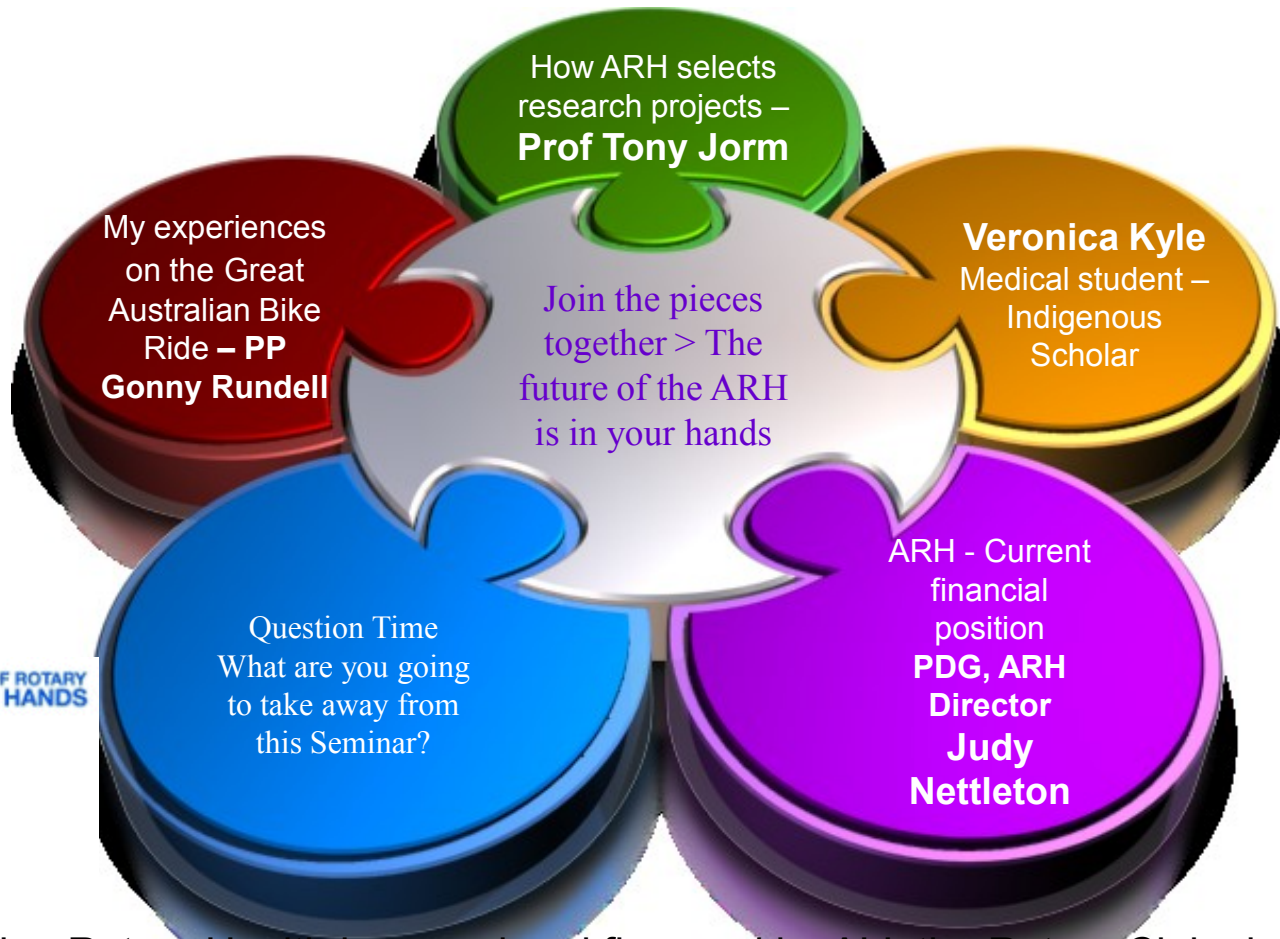 How ARH selects
research projects –
Prof Tony Jorm
My experiences
on the Great
Australian Bike
Ride – PP
Gonny Rundell
Join the pieces
together > The
future of the ARH
is in your hands
Veronica Kyle
Medical student –
Indigenous
Scholar
Question Time
What are you going
to take away from
this Seminar?
ARH - Current
financial
position
PDG, ARH
Director
Judy
Nettleton
F ROTARY
HANDS